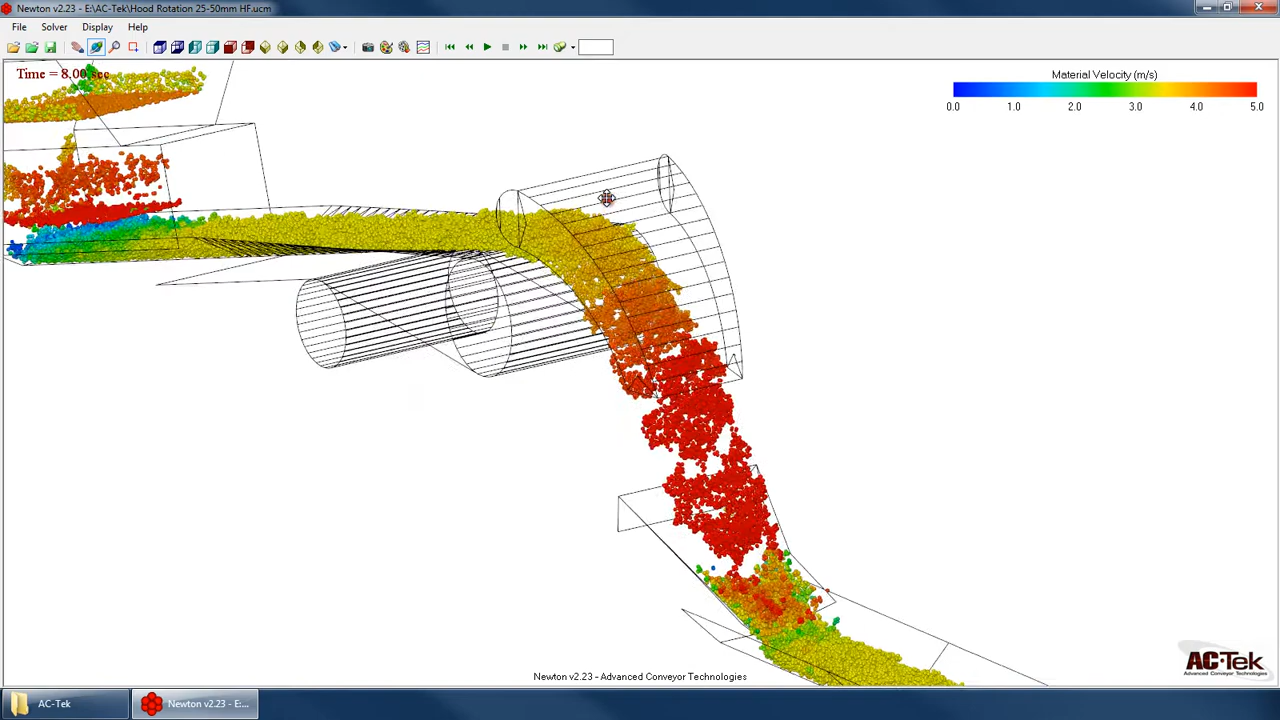 Newton v2.23 - E:\AC-Tek\Hood Rotation 25-50mm HF.ucm
File Solver Display Help
Time = 8.00 sec
Material Velocity (m/s)
0.0 1.0 2.0 3.0 4.0 5.0
Newton v2.23 - Advanced Conveyor Technologies
AC-Tek
Advanced Conveyor Technologies
AC-Tek
Newton v2.23 - E:...